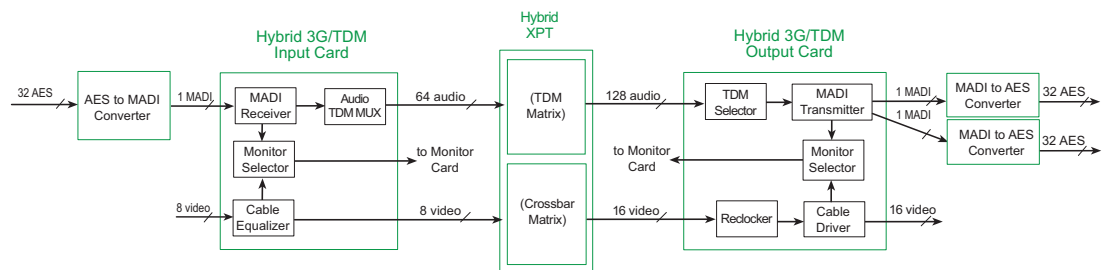 Hybrid 3G/TDM
Input Card
Hybrid
XPT
Hybrid 3G/TDM
Output Card
32 AES
AES to MADI
Converter
1 MADI
MADI
Receiver
Audio
TDM MUX
64 audio
(TDM
Matrix)
128 audio
TDM
Selector
MADI
Transmitter
1 MADI
MADI to AES
Converter
32 AES
1 MADI
MADI to AES
Converter
32 AES
Monitor
Selector
to Monitor
Card
to Monitor
Card
Monitor
Selector
8 video
Cable
Equalizer
8 video
(Crossbar
Matrix)
16 video
Reclocker
Cable
Driver
16 video